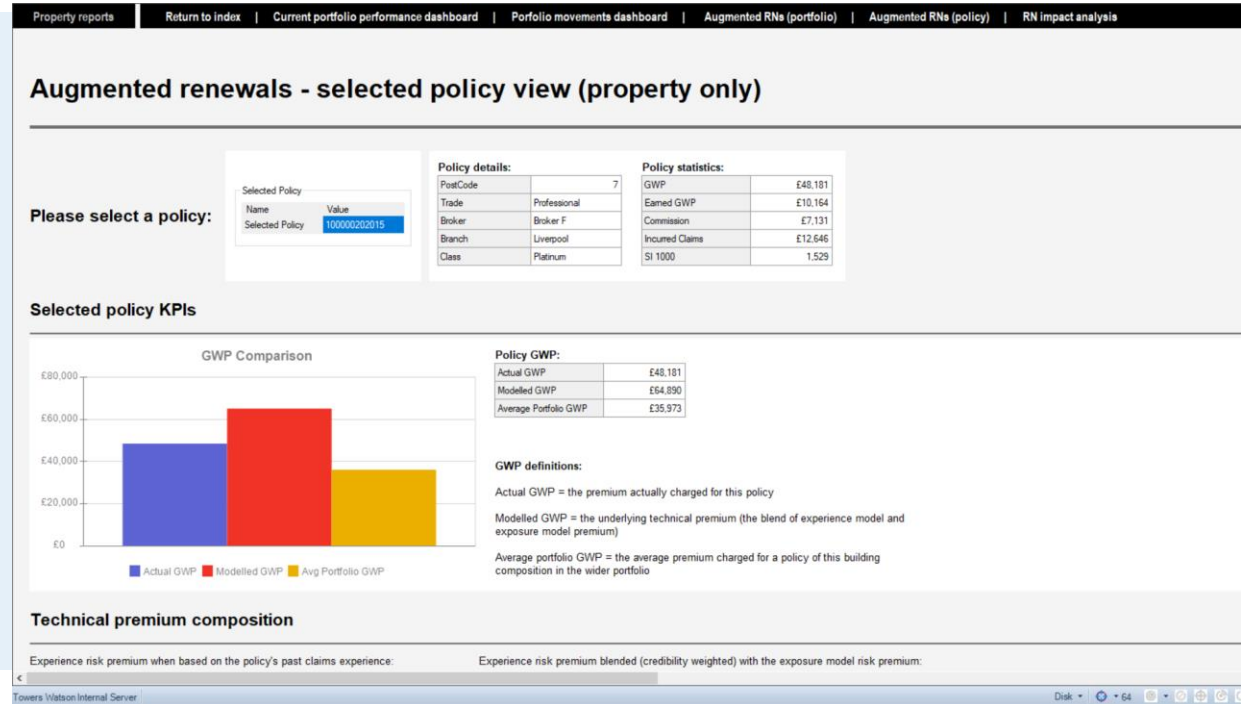 Property reports Return to index | Current portfolio performance dashboard | Porfolio movements dashboard | Augmented RNs (portfolio) | Augmented RNs (policy) | RN impact analysis
Augmented renewals - selected policy view (property only)
Please select a policy:
Selected Policy
Name Value
Selected Policy 100000202015
Policy details:
PostCode 7
Trade Professional
Broker Broker F
Branch Liverpool
Class Platinum
Policy statistics:
GWP £48,181
Earned GWP £10,164
Commission £7,131
Incurred Claims £12,646
SI 1000 1,529
Selected policy KPIs
GWP Comparison
£80,000
£60,000
£40,000
£20,000
£0
Actual GWP Modelled GWP Avg Portfolio GWP
Policy GWP:
Actual GWP £48,181
Modelled GWP £64,890
Average Portfolio GWP £35,973
GWP definitions:
Actual GWP = the premium actually charged for this policy
Modelled GWP = the underlying technical premium (the blend of experience model and
exposure model premium)
Average portfolio GWP = the average premium charged for a policy of this building
composition in the wider portfolio
Technical premium composition
Experience risk premium when based on the policy's past claims experience:
Experience risk premium blended (credibility weighted) with the exposure model risk premium:
Towers Watson Internal Server
Disk 64